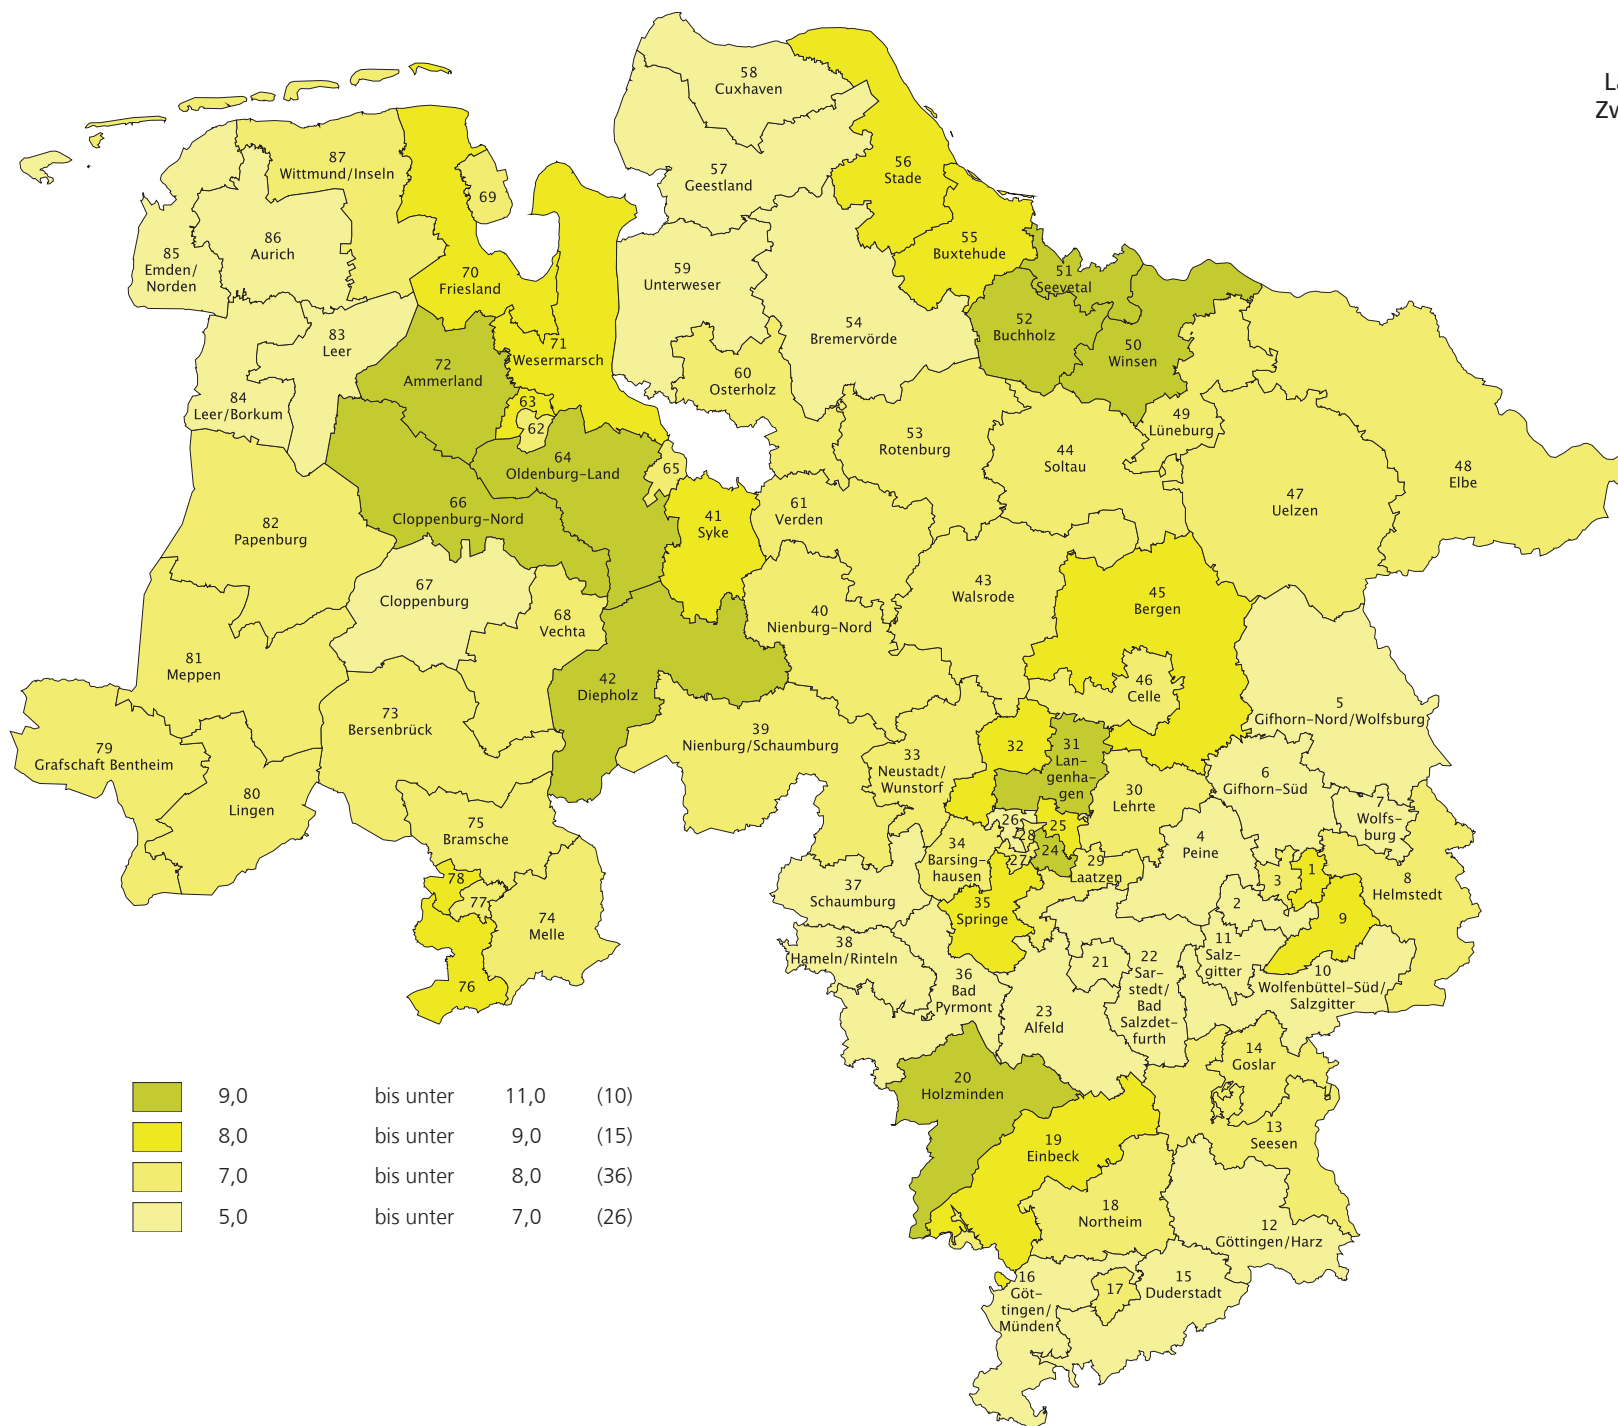 La
Zv
58
Cuxhaven
87
Wittmund/Inseln
56
Stade
57
Geestland
69
86
Aurich
85
Emden/
Norden
55
Buxtehude
70
Friesland
59
Unterweser
51
Seevetal
52
Buchholz
54
Bremervörde
50
Winsen
83
Leer
71
Wesermarsch
72
Ammerland
60
Osterholz
84
Leer/Borkum
63
62
49
Lüneburg
53
Rotenburg
44
Soltau
64
Oldenburg-Land
65
48
Elbe
47
Uelzen
66
Cloppenburg-Nord
61
Verden
41
Syke
82
Papenburg
67
Cloppenburg
43
Walsrode
45
Bergen
40
Nienburg-Nord
68
Vechta
81
Meppen
42
Diepholz
46
Celle
5
Gifhorn-Nord/Wolfsburg
73
Bersenbrück
39
Nienburg/Schaumburg
79
Grafschaft Bentheim
32
31
Lan-
genha-
gen
33
Neustadt/
Wunstorf
6
Gifhorn-Süd
80
Lingen
30
Lehrte
7
Wolfs-
burg
75
Bramsche
26
28
25
27
24
4
Peine
34
Barsing-
hausen
29
Laatzen
3
1
8
Helmstedt
78
77
37
Schaumburg
35
Springe
2
9
74
Melle
38
Hameln/Rinteln
11
Salz-
gitter
21
22
Sar-
stedt/
Bad
Salzdet-
furth
76
36
Bad
Pyrmont
10
Wolfenbüttel-Süd/
Salzgitter
23
Alfeld
14
Goslar
20
Holzminden
13
Seesen
19
Einbeck
18
Northeim
12
Göttingen/Harz
16
Göt-
tingen/
Münden
17
15
Duderstadt
9,0 bis unter 11,0 (10)
8,0 bis unter 9,0 (15)
7,0 bis unter 8,0 (36)
5,0 bis unter 7,0 (26)